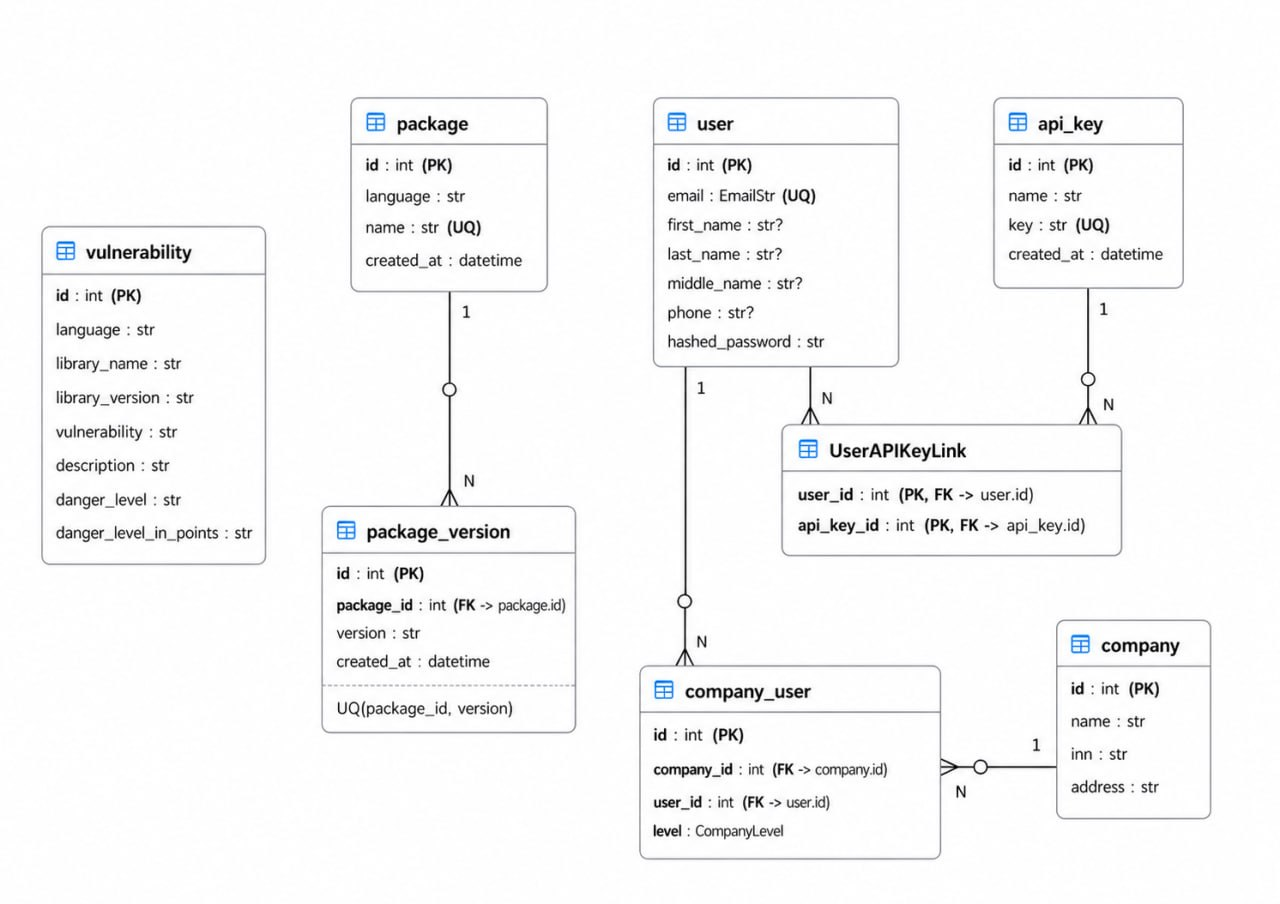 vulnerability
id : int (PK)
language : str
library_name : str
library_version : str
vulnerability : str
description : str
danger_level : str
danger_level_in_points : str
package
id : int (PK)
language : str
name : str (UQ)
created_at : datetime
1
N
package_version
id : int (PK)
package_id : int (FK -> package.id)
version : str
created_at : datetime
UQ(package_id, version)
user
id : int (PK)
email : EmailStr (UQ)
first_name : str?
last_name : str?
middle_name : str?
phone : str?
hashed_password : str
1
N
api_key
id : int (PK)
name : str
key : str (UQ)
created_at : datetime
1
N
UserAPIKeyLink
user_id : int (PK, FK -> user.id)
api_key_id : int (PK, FK -> api_key.id)
N
company_user
id : int (PK)
company_id : int (FK -> company.id)
user_id : int (FK -> user.id)
level : CompanyLevel
1
N
company
id : int (PK)
name : str
inn : str
address : str